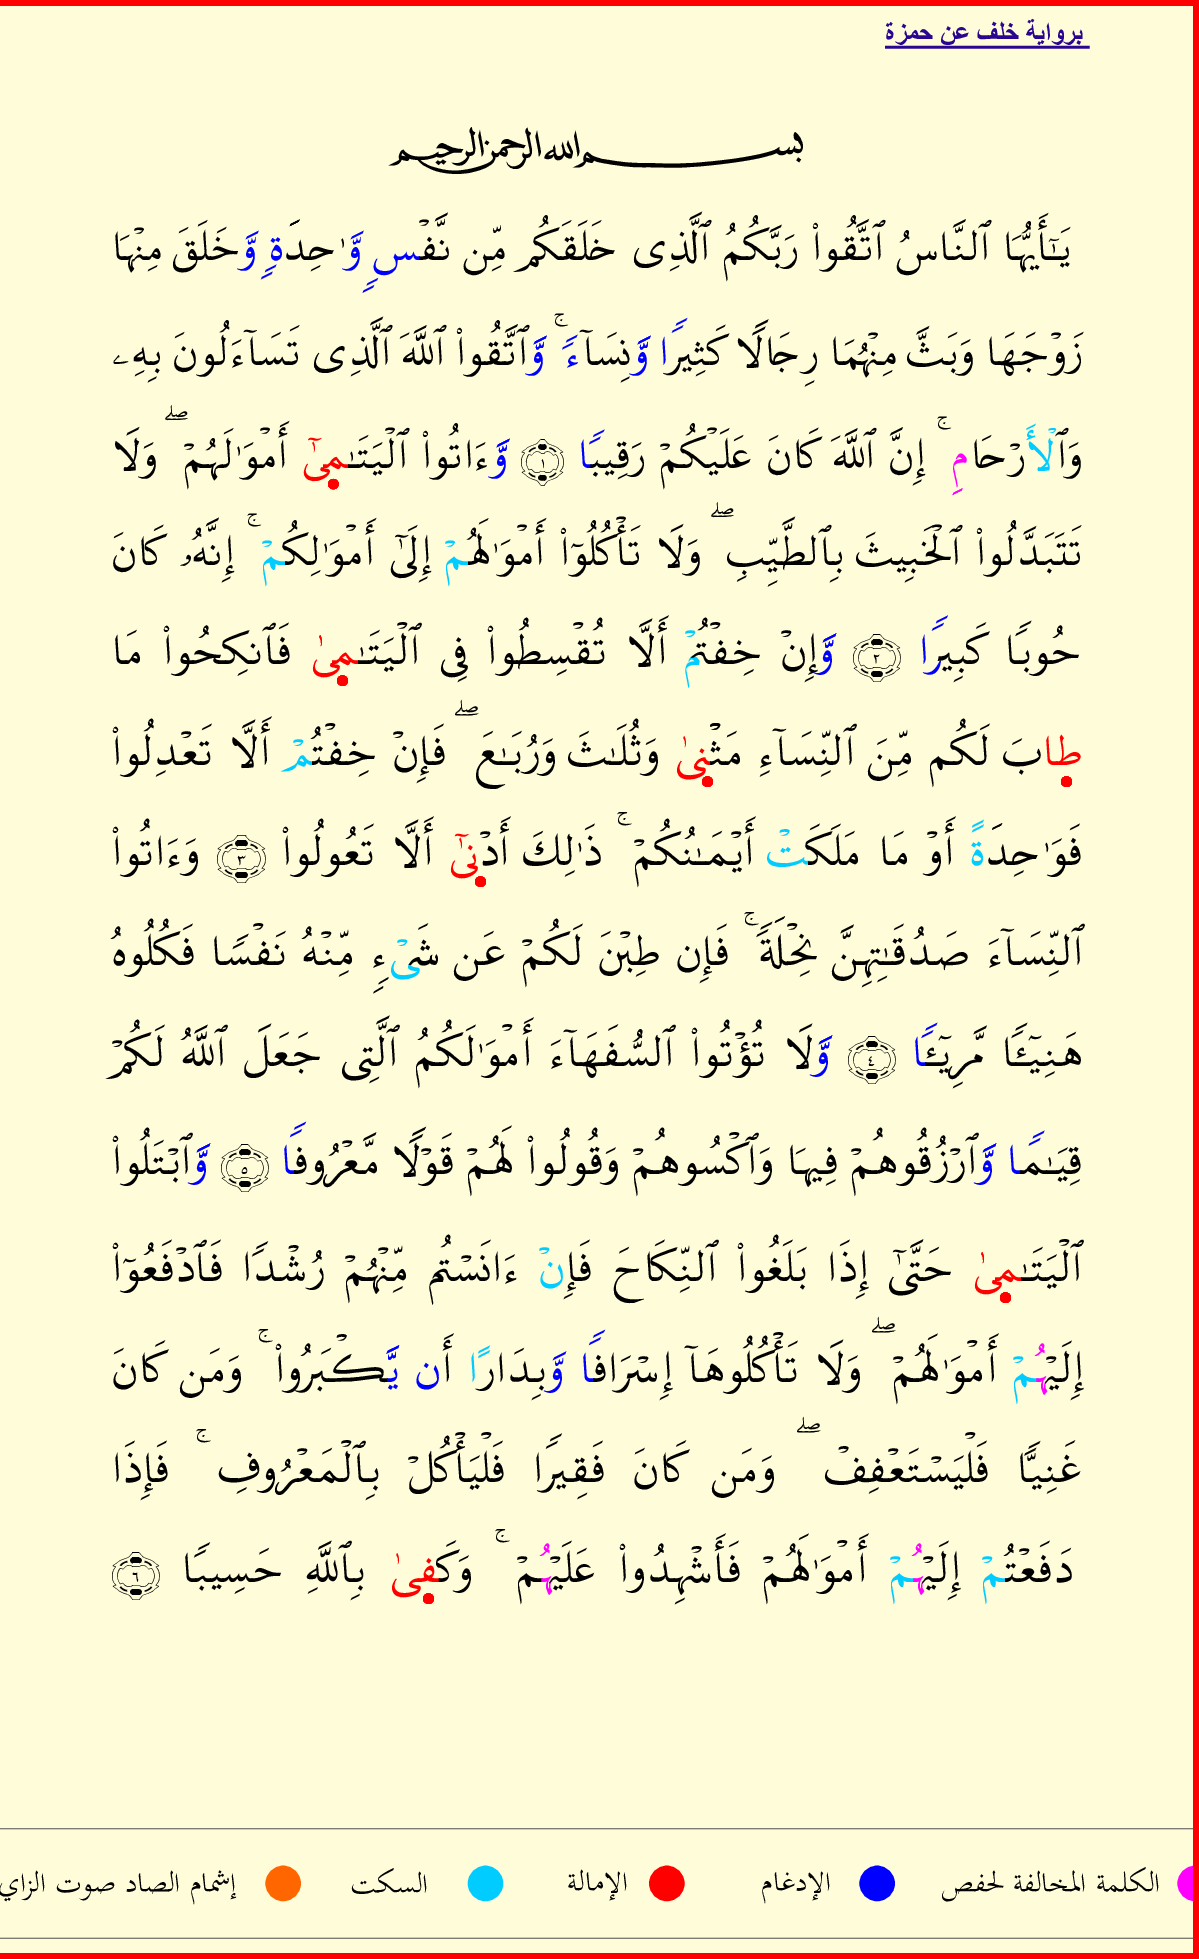 برواية خلف عن حمزة
بسم الله الرحمن الرحيم
يَـٰٓأَيُّهَا ٱلنَّاسُ ٱتَّقُوا۟ رَبَّكُمُ ٱلَّذِى خَلَقَكُم مِّن نَّفْسٍ وَّٰحِدَةٍ وَّخَلَقَ مِنْهَا
زَوْجَهَا وَبَثَّ مِنْهُمَا رِجَالًا كَثِيرًا وَّنِسَآءً ۚ وَّٱتَّقُوا۟ ٱللَّهَ ٱلَّذِى تَسَآءَلُونَ بِهِۦ
وَٱلْأَرْحَامِ ۚ إِنَّ ٱللَّهَ كَانَ عَلَيْكُمْ رَقِيبًا ١ وَّءَاتُوا۟ ٱلْيَتَـٰمِىٰٓ أَمْوَٰلَهُمْ ۖ وَلَا
تَتَبَدَّلُوا۟ ٱلْخَبِيثَ بِٱلطَّيِّبِ ۖ وَلَا تَأْكُلُوٓا۟ أَمْوَٰلَهُمْ إِلَىٰٓ أَمْوَٰلِكُمْ ۚ إِنَّهُۥ كَانَ
حُوبًا كَبِيرًا ٢ وَّإِنْ خِفْتُمْ أَلَّا تُقْسِطُوا۟ فِى ٱلْيَتَـٰمِىٰ فَٱنكِحُوا۟ مَا
طِابَ لَكُم مِّنَ ٱلنِّسَآءِ مَثْنِىٰ وَثُلَـٰثَ وَرُبَـٰعَ ۖ فَإِنْ خِفْتُمْ أَلَّا تَعْدِلُوا۟
فَوَٰحِدَةً أَوْ مَا مَلَكَتْ أَيْمَـٰنُكُمْ ۚ ذَٰلِكَ أَدْنِىٰٓ أَلَّا تَعُولُوا۟ ٣ وَءَاتُوا۟
ٱلنِّسَآءَ صَدُقَـٰتِهِنَّ نِحْلَةً ۚ فَإِن طِبْنَ لَكُمْ عَن شَىْءٍ مِّنْهُ نَفْسًا فَكُلُوهُ
هَنِيٓـًٔا مَّرِيٓـًٔا ٤ وَّلَا تُؤْتُوا۟ ٱلسُّفَهَآءَ أَمْوَٰلَكُمُ ٱلَّتِى جَعَلَ ٱللَّهُ لَكُمْ
قِيَـٰمًا وَّٱرْزُقُوهُمْ فِيهَا وَٱكْسُوهُمْ وَقُولُوا۟ لَهُمْ قَوْلًا مَّعْرُوفًا ٥ وَّٱبْتَلُوا۟
ٱلْيَتَـٰمِىٰ حَتَّىٰٓ إِذَا بَلَغُوا۟ ٱلنِّكَاحَ فَإِنْ ءَانَسْتُم مِّنْهُمْ رُشْدًا فَٱدْفَعُوٓا۟
إِلَيْهُمْ أَمْوَٰلَهُمْ ۖ وَلَا تَأْكُلُوهَآ إِسْرَافًا وَّبِدَارًا أَن يَّكْبَرُوا۟ ۚ وَمَن كَانَ
غَنِيًّا فَلْيَسْتَعْفِفْ ۖ وَمَن كَانَ فَقِيرًا فَلْيَأْكُلْ بِٱلْمَعْرُوفِ ۚ فَإِذَا
دَفَعْتُمْ إِلَيْهُمْ أَمْوَٰلَهُمْ فَأَشْهِدُوا۟ عَلَيْهُمْ ۚ وَكَفِىٰ بِٱللَّهِ حَسِيبًا ٦
الكلمة المخالفة لحفص الإدغام الإمالة السكت إشمام الصاد صوت الزاي